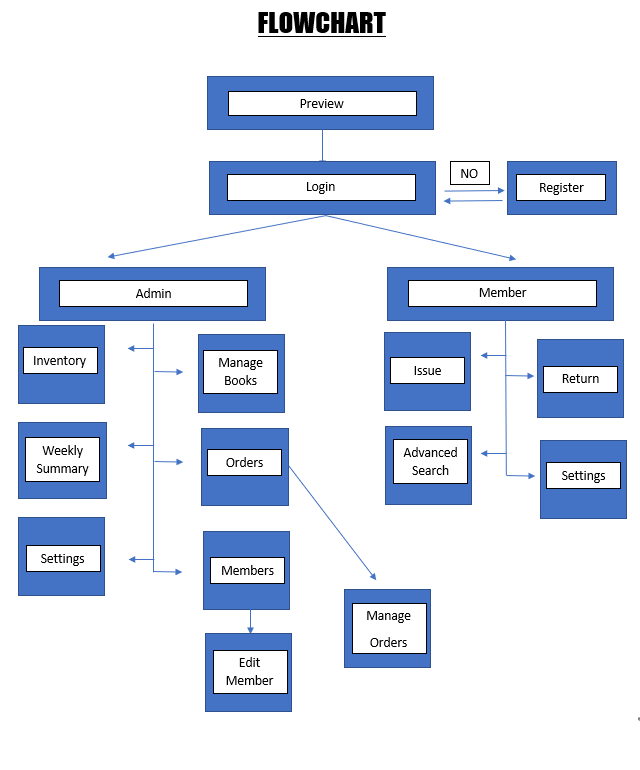 FLOWCHART
Preview
Login
NO
Register
Admin
Member
Inventory
Manage
Books
Issue
Return
Weekly
Summary
Orders
Advanced
Search
Settings
Settings
Members
Manage
Orders
Edit
Member